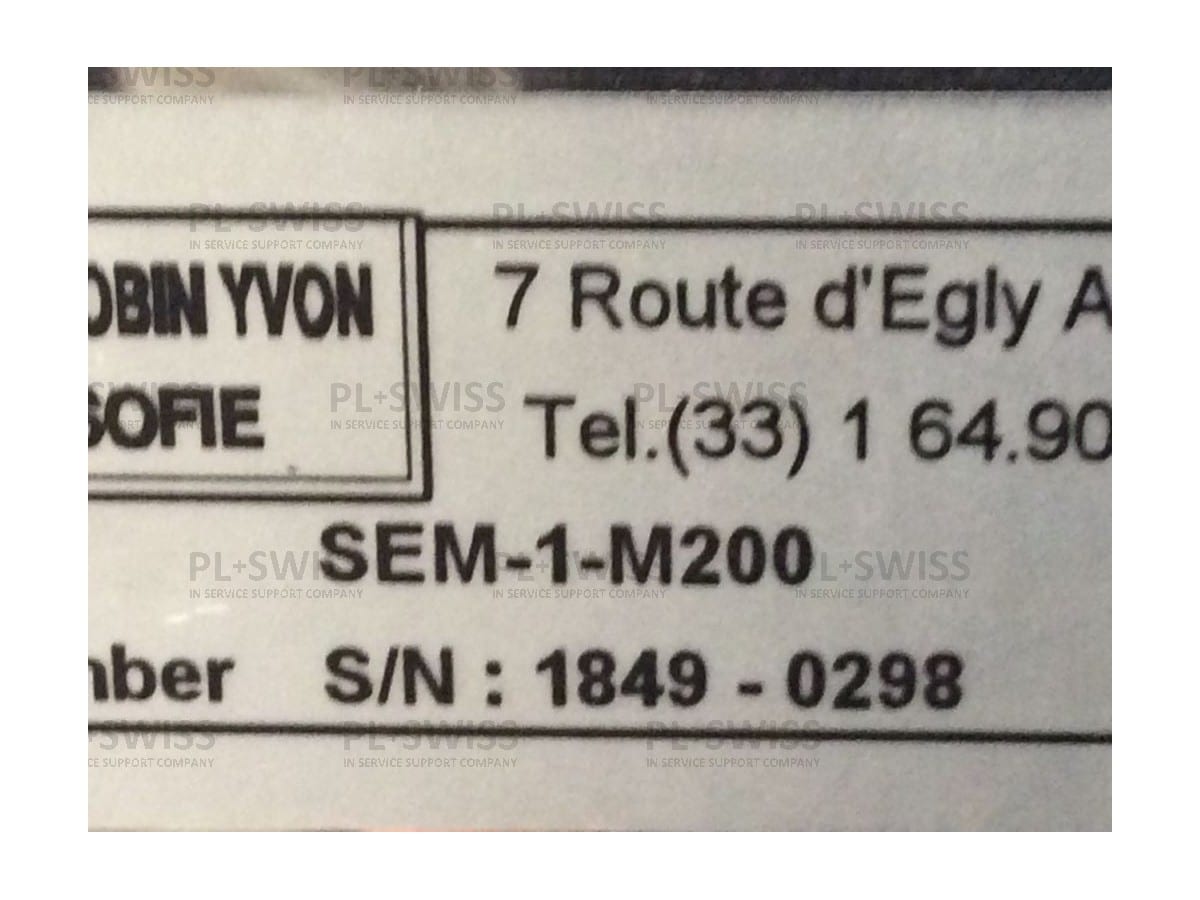 OBIN YVON
SOFIE
7 Route d'Egly A
Tel.(33) 1 64.90
SEM-1-M200
mber S/N : 1849 - 0298
PL+SWISS
IN SERVICE SUPPORT COMPANY